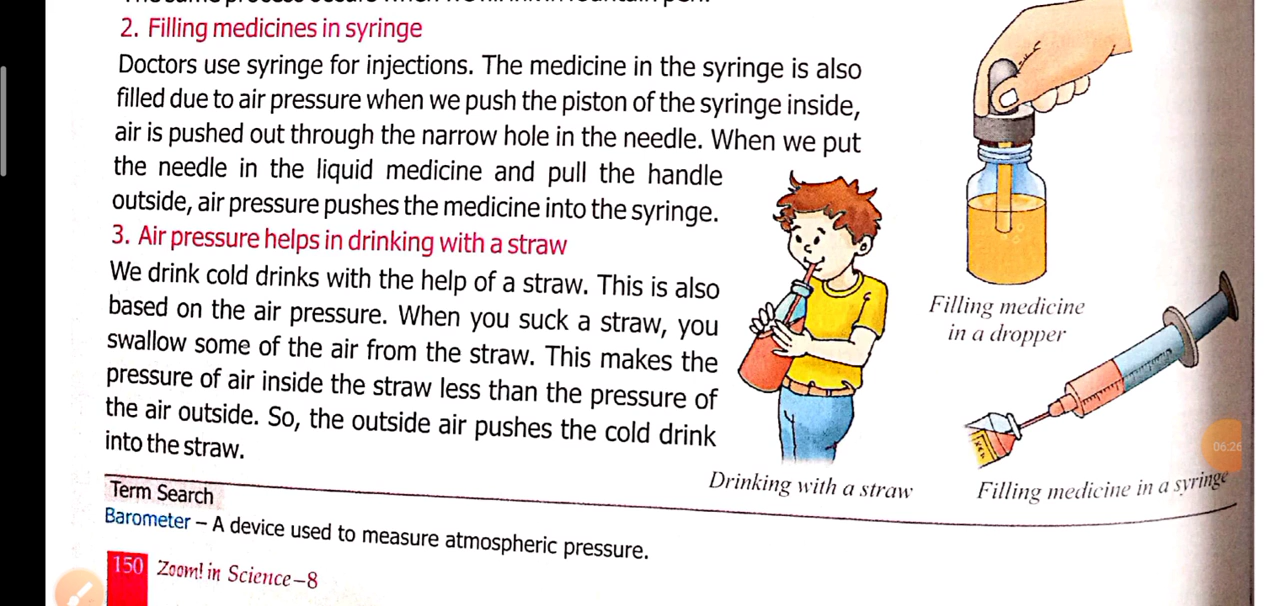 2. Filling medicines in syringe
Doctors use syringe for injections. The medicine in the syringe is also
filled due to air pressure when we push the piston of the syringe inside,
air is pushed out through the narrow hole in the needle. When we put
the needle in the liquid medicine and pull the handle
outside, air pressure pushes the medicine into the syringe.
3. Air pressure helps in drinking with a straw
We drink cold drinks with the help of a straw. This is also
based on the air pressure. When you suck a straw, you
swallow some of the air from the straw. This makes the
pressure of air inside the straw less than the pressure of
the air outside. So, the outside air pushes the cold drink
into the straw.
Filling medicine
in a dropper
Drinking with a straw
Filling medicine in a syringe
06:26
Term Search
Barometer – A device used to measure atmospheric pressure.
150 Zoom! in Science–8